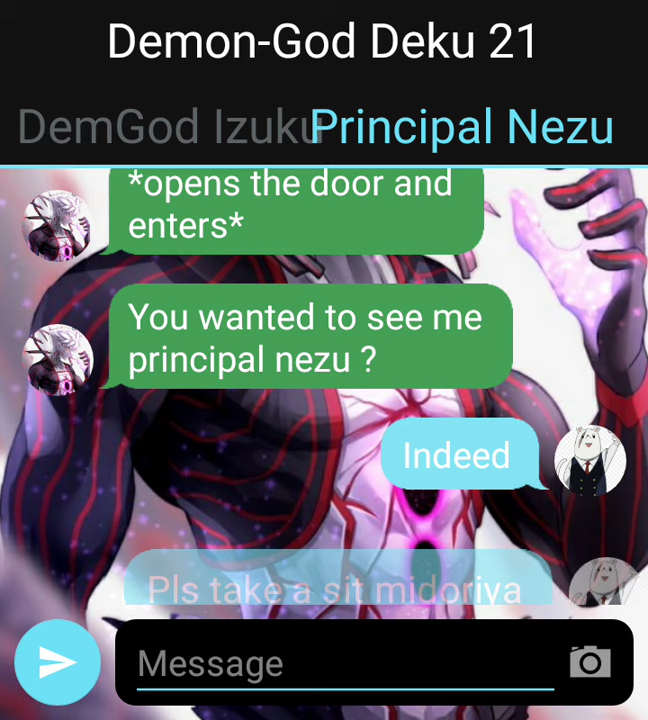 Demon-God Deku 21
DemGod Izuku Principal Nezu
*opens the door and
enters*
You wanted to see me
principal nezu ?
Indeed
Pls take a sit midoriya
Message